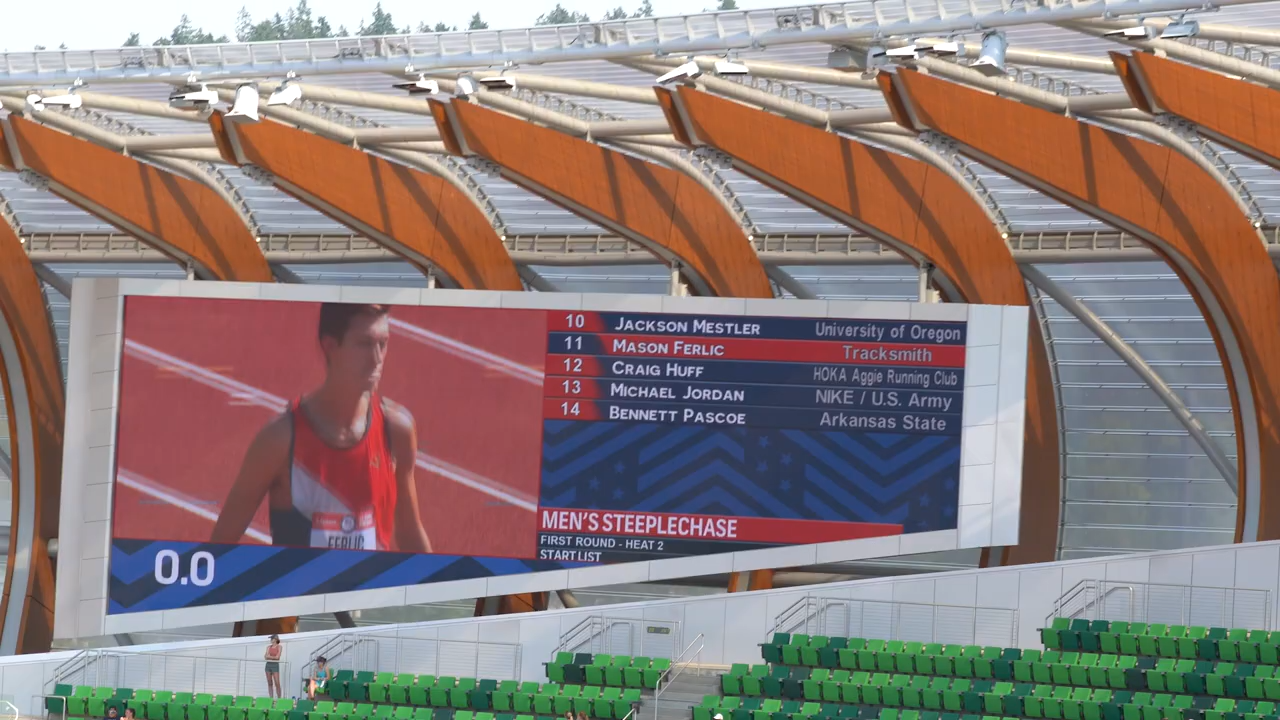 10 JACKSON MESTLER University of Oregon
11 MASON FERLIC Tracksmith
12 CRAIG HUFF HOKA Aggie Running Club
13 MICHAEL JORDAN NIKE / U.S. Army
14 BENNETT PASCOE Arkansas State
FERLIC
MEN'S STEEPLECHASE
FIRST ROUND - HEAT 2
START LIST
0.0